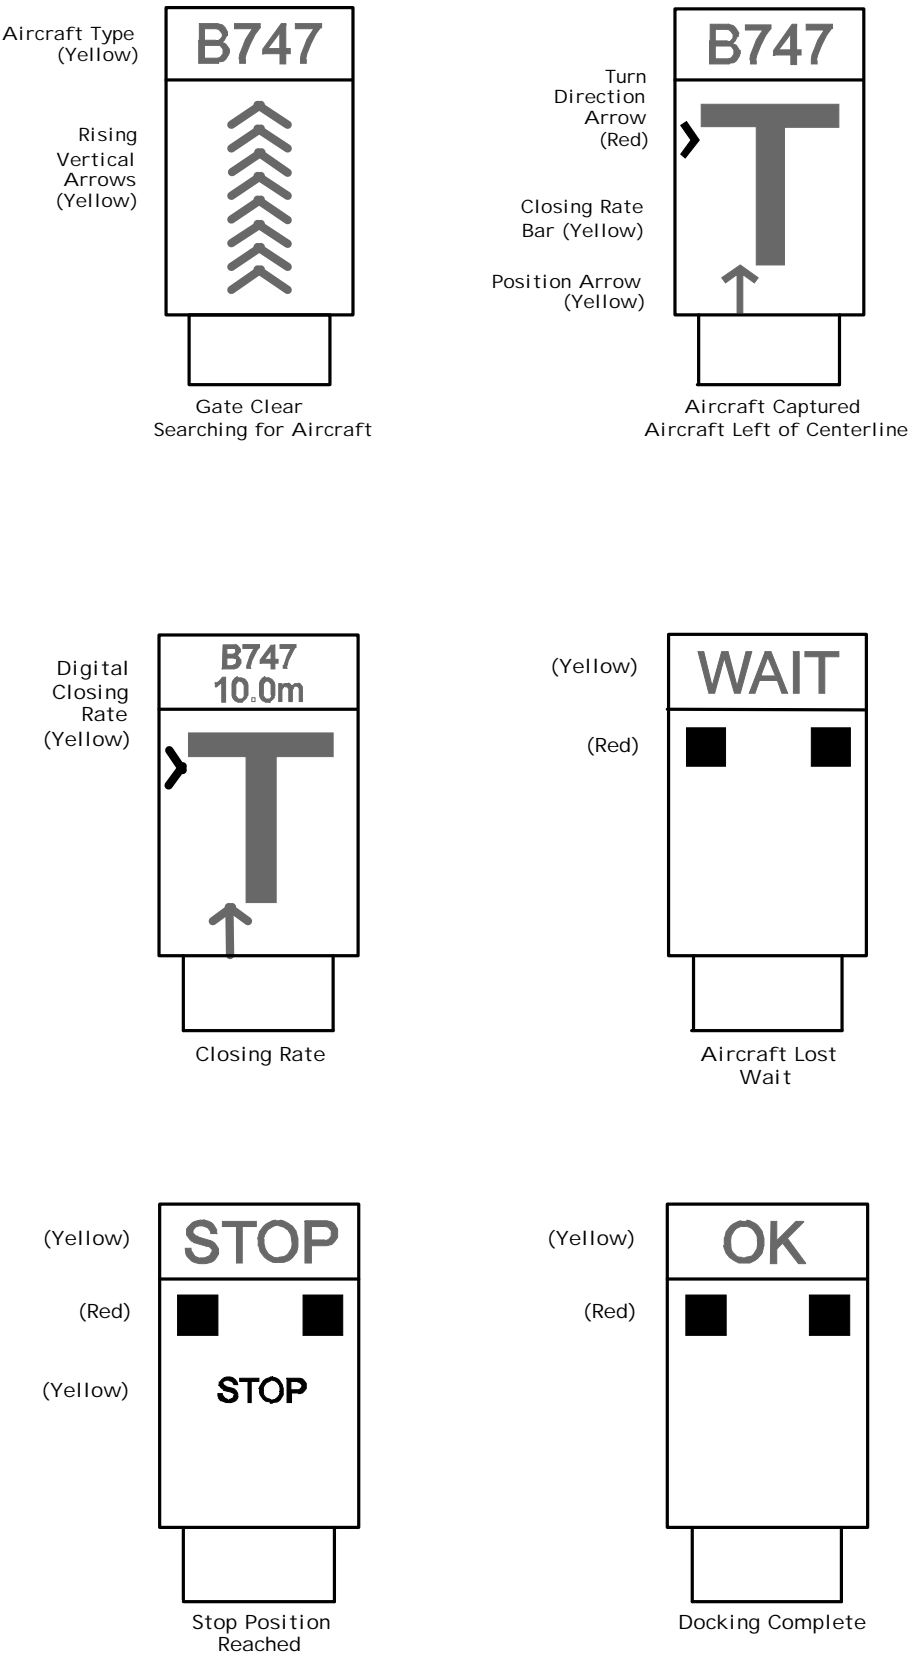 Aircraft Type
(Yellow)
B747
Rising
Vertical
Arrows
(Yellow)
Gate Clear
Searching for Aircraft
B747
Turn
Direction
Arrow
(Red)
Closing Rate
Bar (Yellow)
Position Arrow
(Yellow)
Aircraft Captured
Aircraft Left of Centerline
Digital
Closing
Rate
(Yellow)
B747
10.0m
Closing Rate
(Yellow)
WAIT
(Red)
Aircraft Lost
Wait
(Yellow)
STOP
(Red)
(Yellow)
STOP
Stop Position
Reached
(Yellow)
OK
(Red)
Docking Complete